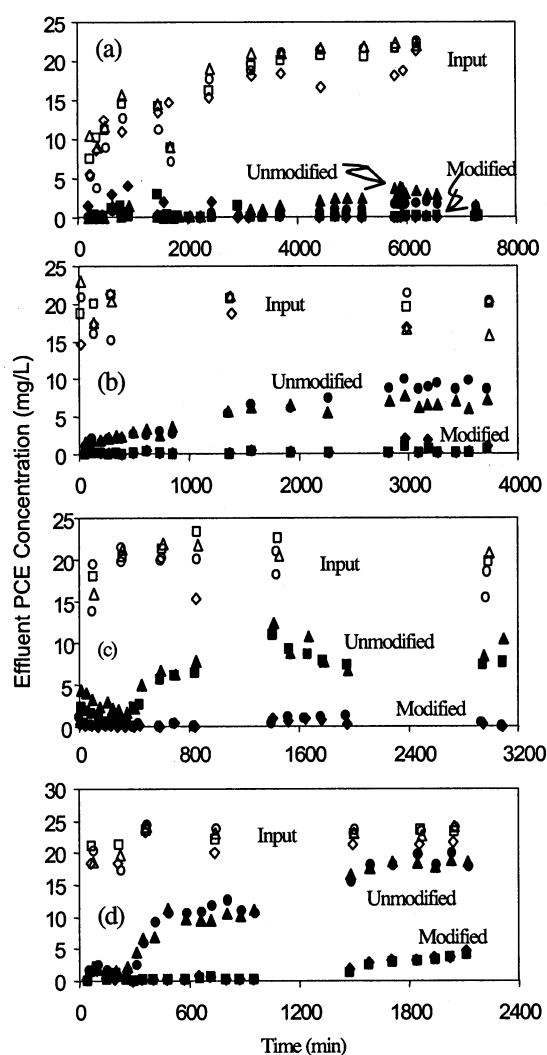 Effluent PCE Concentration (mg/L)
25
20
15
10
5
0
(a)
Input
Unmodified
Modified
0 2000 4000 6000 8000
25
20
15
10
5
0
(b)
Input
Unmodified
Modified
0 1000 2000 3000 4000
25
20
15
10
5
0
(c)
Input
Unmodified
Modified
0 800 1600 2400 3200
30
25
20
15
10
5
0
(d)
Input
Unmodified
Modified
0 600 1200 1800 2400
Time (min)